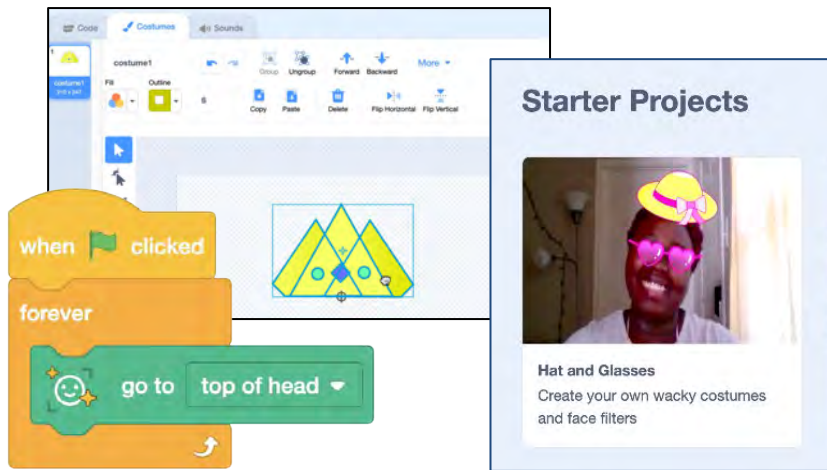 Code Costumes Sounds
1
costume1
Group Ungroup Forward Backward More
costume1
Fill Outline
Copy Paste Delete Flip Horizontal Flip Vertical
Starter Projects
when clicked
forever
go to top of head
Hat and Glasses
Create your own wacky costumes
and face filters